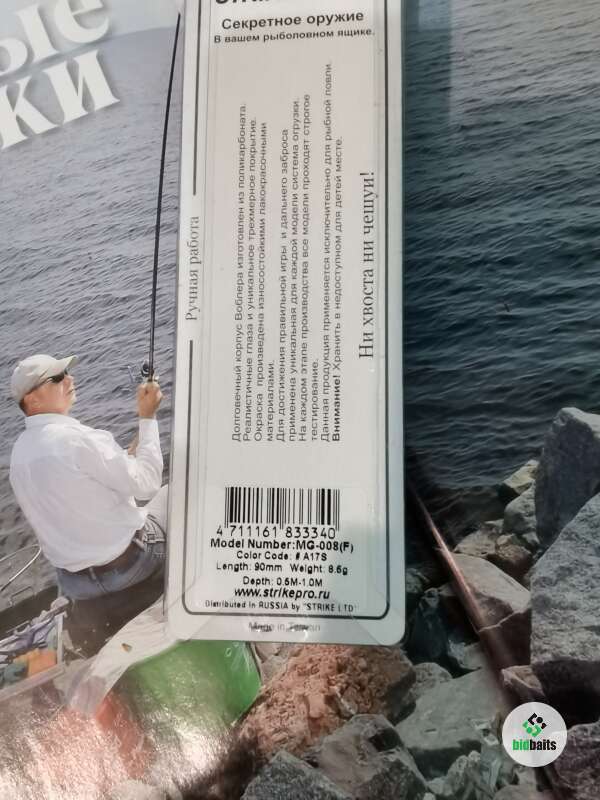 ые
ки
Секретное оружие
В вашем рыболовном ящике.
Ручная работа
Долговечный корпус Воблера изготовлен из поликарбоната.
Реалистичные глаза и уникальное трехмерное покрытие.
Окраска произведена износостойкими лакокрасочными
материалами.
Для достижения правильной игры и дальнего заброса
применена уникальная для каждой модели система огрузки.
На каждом этапе производства все модели проходят строгое
тестирование.
Данная продукция применяется исключительно для рыбной ловли.
Внимание! Хранить в недоступном для детей месте.
Ни хвоста ни чешуи!
4 711161 833340
Model Number:MG-008(F)
Color Code: # A17S
Length: 90mm Weight: 8.6g
Depth: 0.5M-1.0M
www.strikepro.ru
Distributed in RUSSIA by "STRIKE LTD"
Made in Taiwan
bidbaits